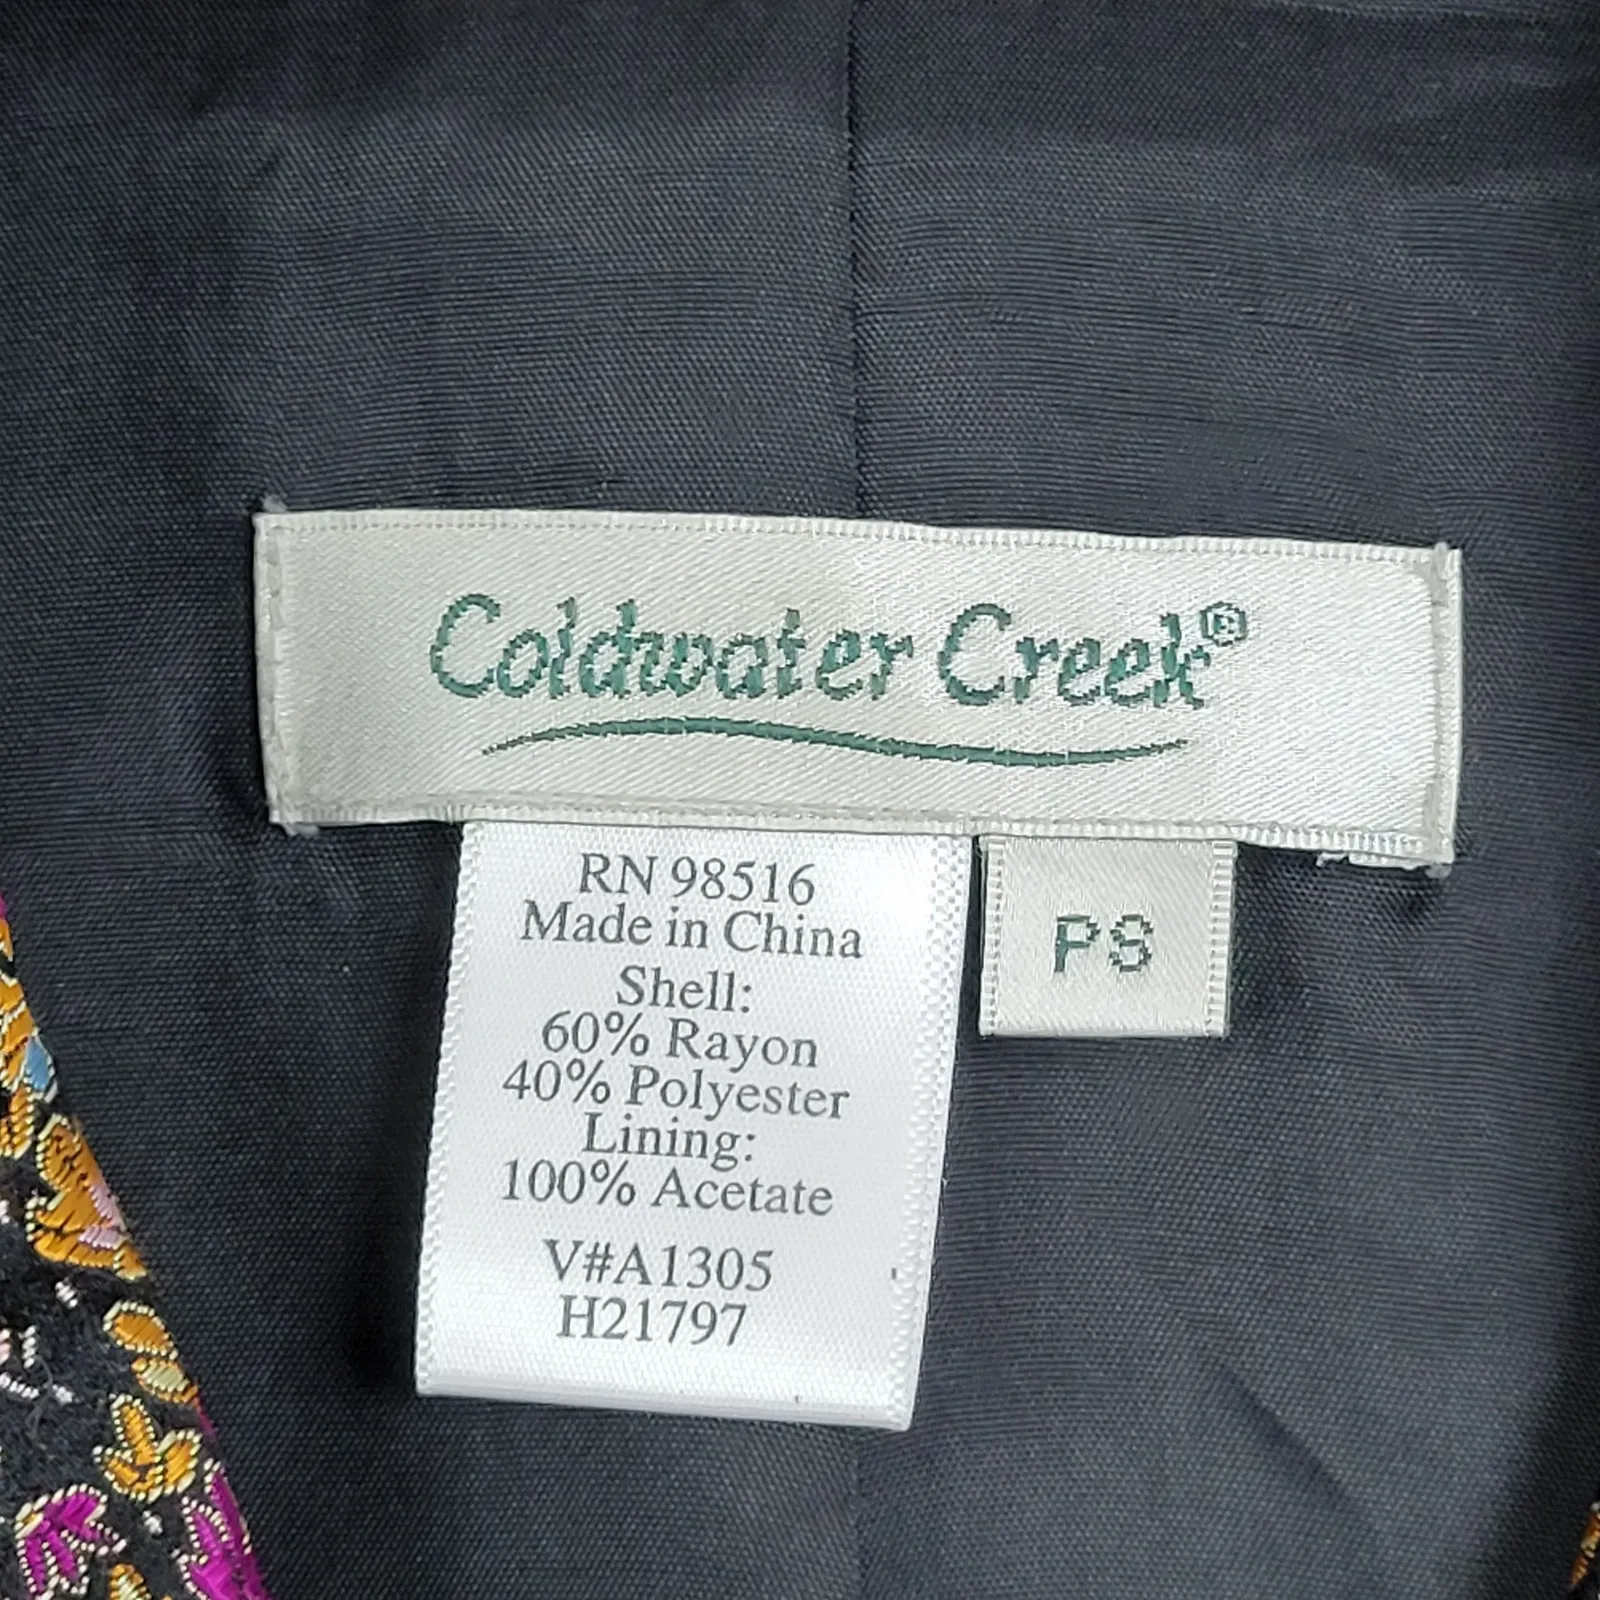 Coldwater Creek®
RN 98516
Made in China
Shell:
60% Rayon
40% Polyester
Lining:
100% Acetate
V#A1305
H21797
PS